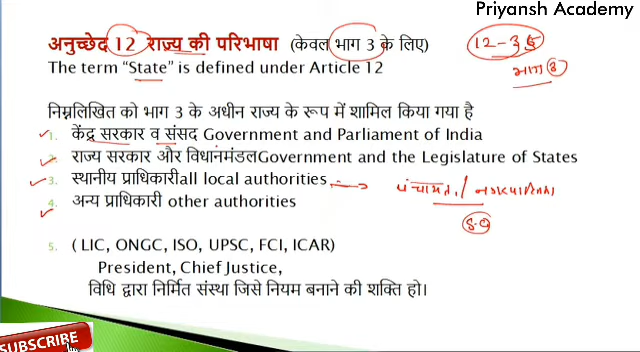 Priyansh Academy
अनुच्छेद 12 राज्य की परिभाषा (केवल भाग 3 के लिए)
12-35
भाग 3
The term “State” is defined under Article 12
निम्नलिखित को भाग 3 के अधीन राज्य के रूप में शामिल किया गया है
1. केंद्र सरकार व संसद Government and Parliament of India
2. राज्य सरकार और विधानमंडलGovernment and the Legislature of States
3. स्थानीय प्राधिकारीall local authorities
पंचायत / नगरपालिका
4. अन्य प्राधिकारी other authorities
5. ( LIC, ONGC, ISO, UPSC, FCI, ICAR)
President, Chief Justice,
विधि द्वारा निर्मित संस्था जिसे नियम बनाने की शक्ति हो।
SUBSCRIBE